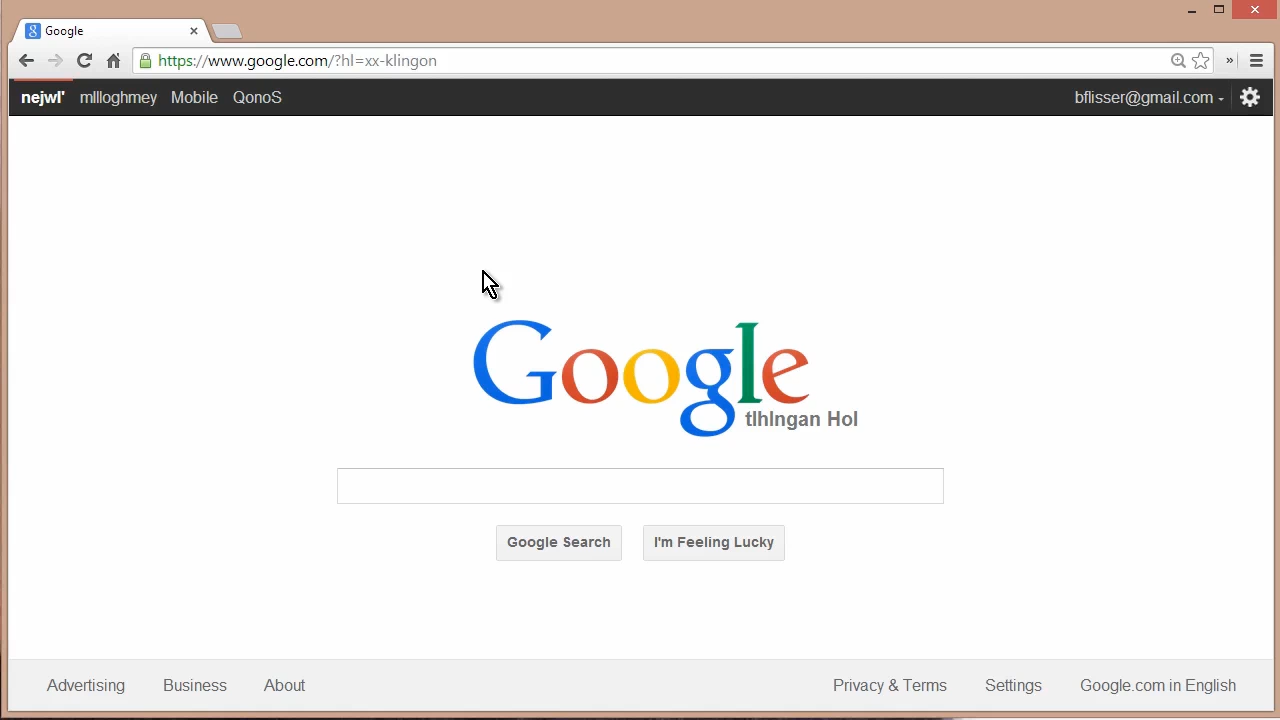 Google
https://www.google.com/?hl=xx-klingon
nejwI' mIlloghmey Mobile QonoS bflisser@gmail.com
Google
tlhIngan Hol
Google Search I'm Feeling Lucky
Advertising Business About Privacy & Terms Settings Google.com in English